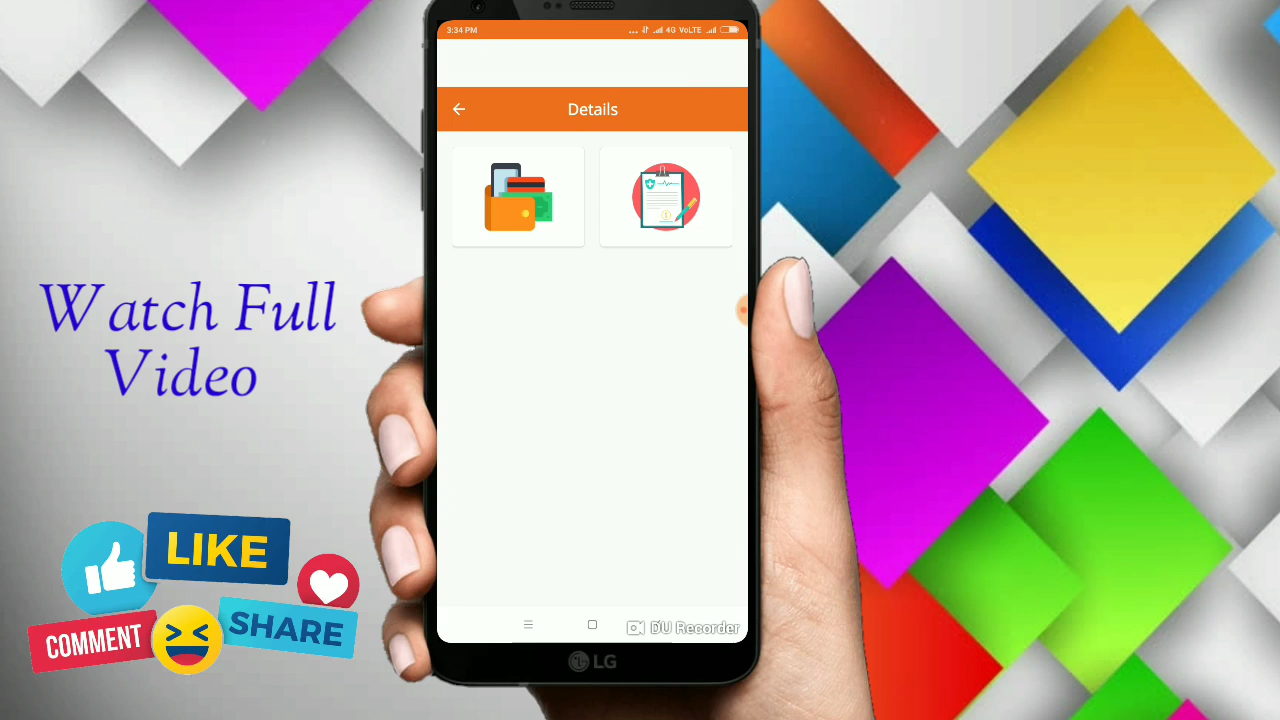 3:34 PM
4G VoLTE
Details
Watch Full
Video
LIKE
COMMENT
SHARE
DU Recorder
LG